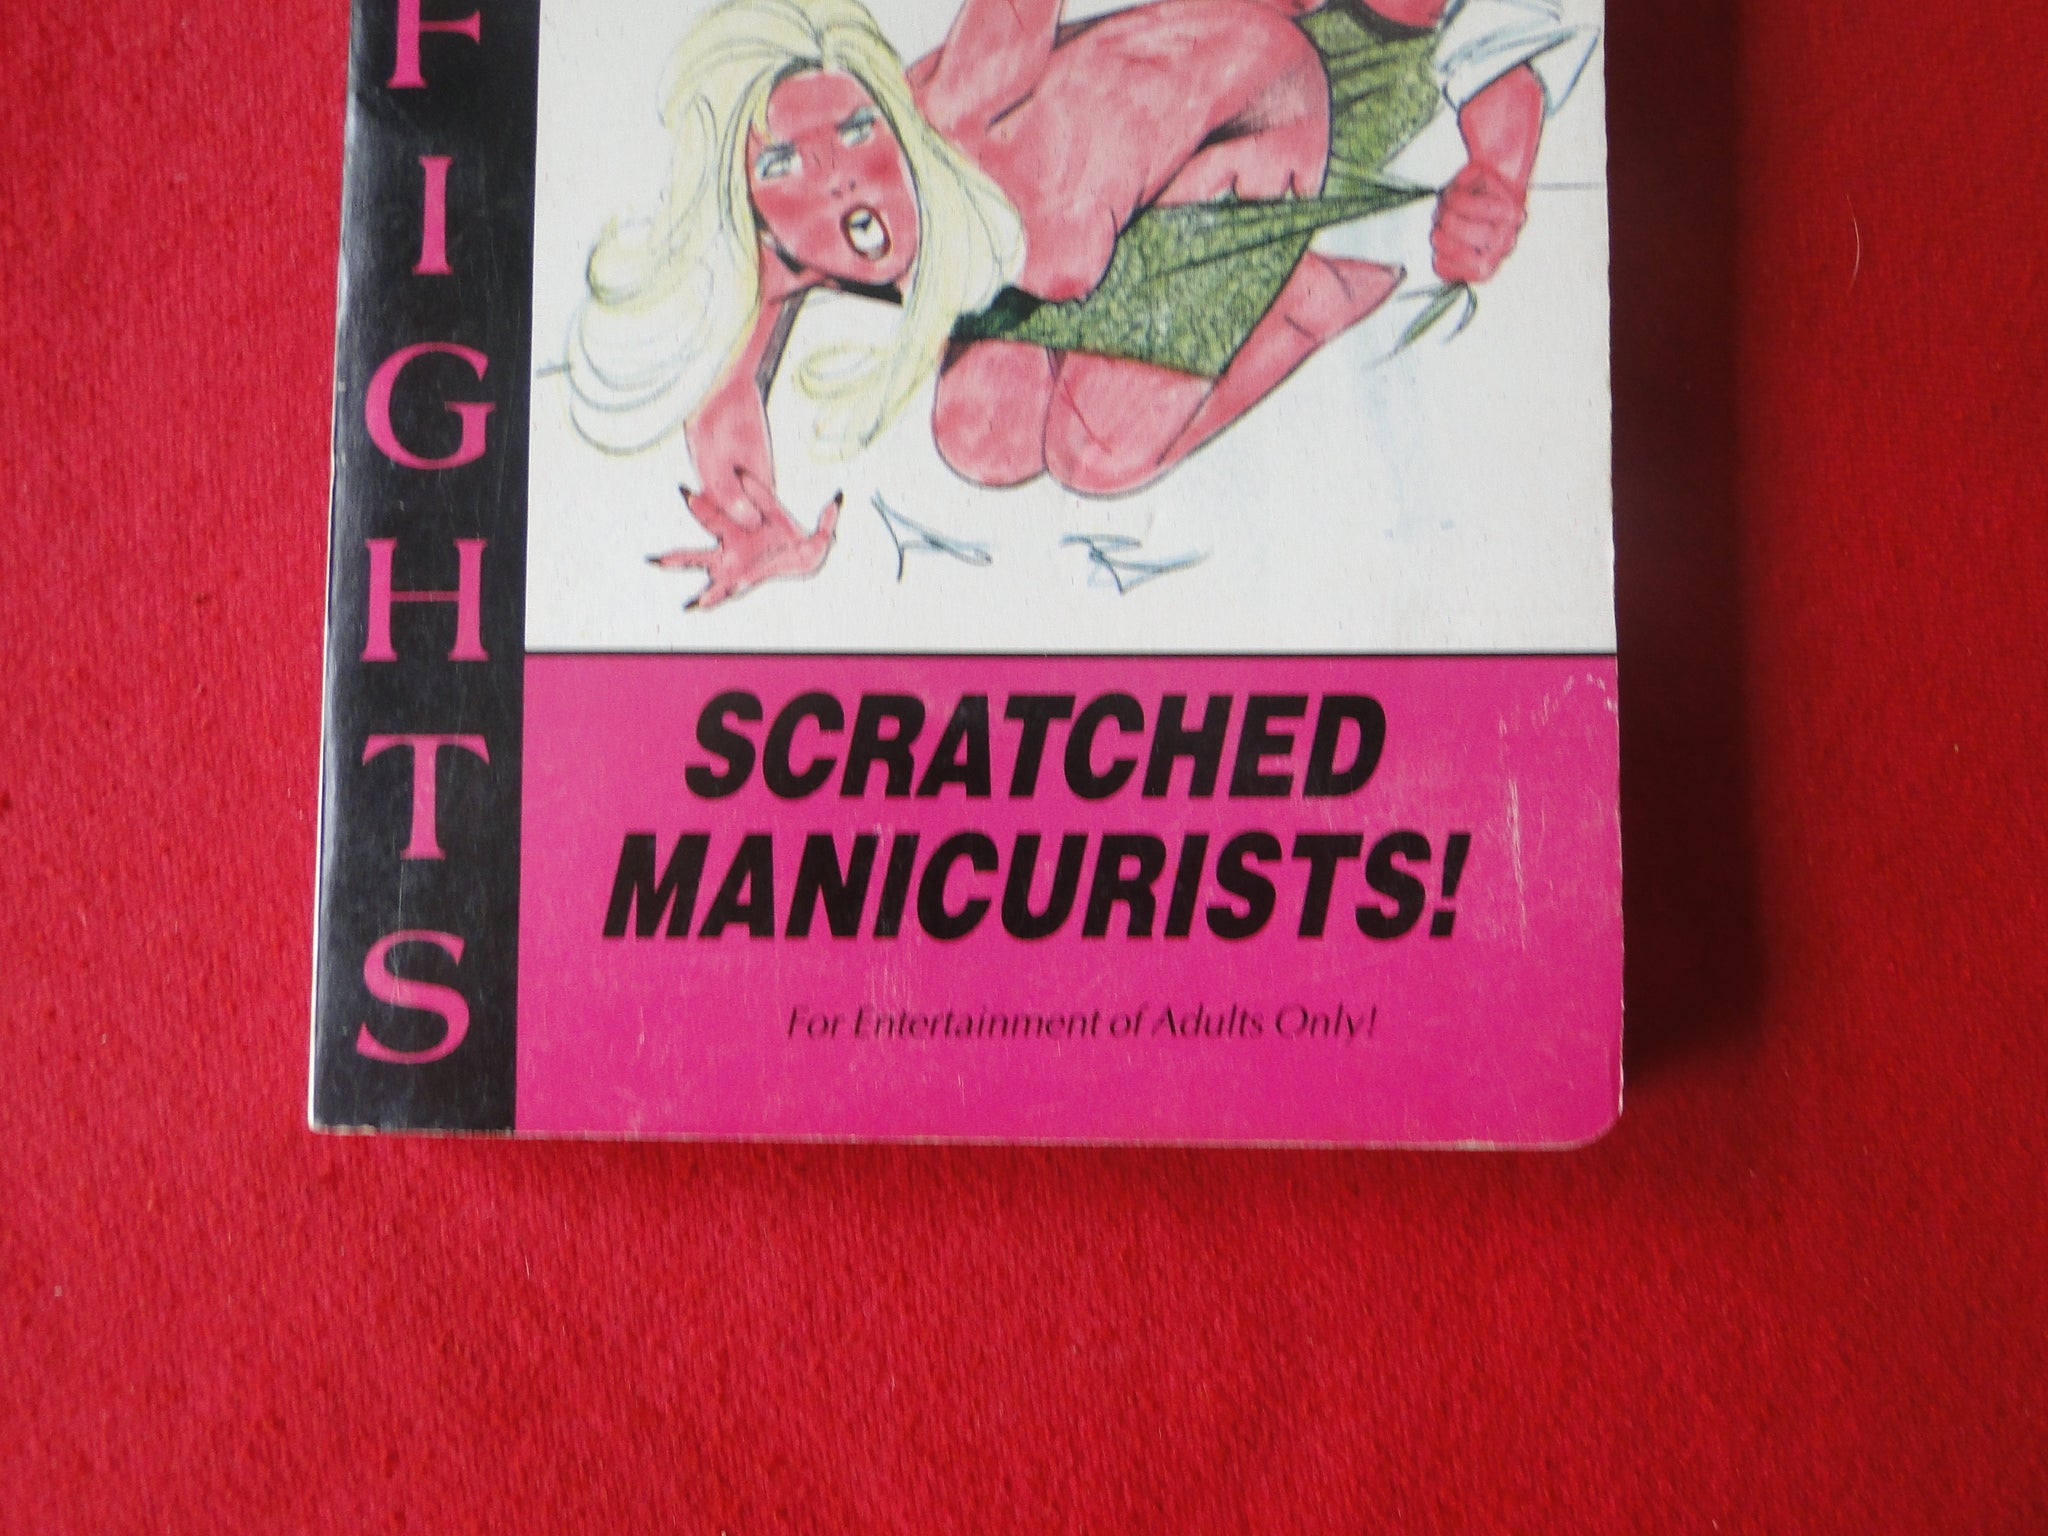 FIGHTS
SCRATCHED
MANICURISTS!
For Entertainment of Adults Only!